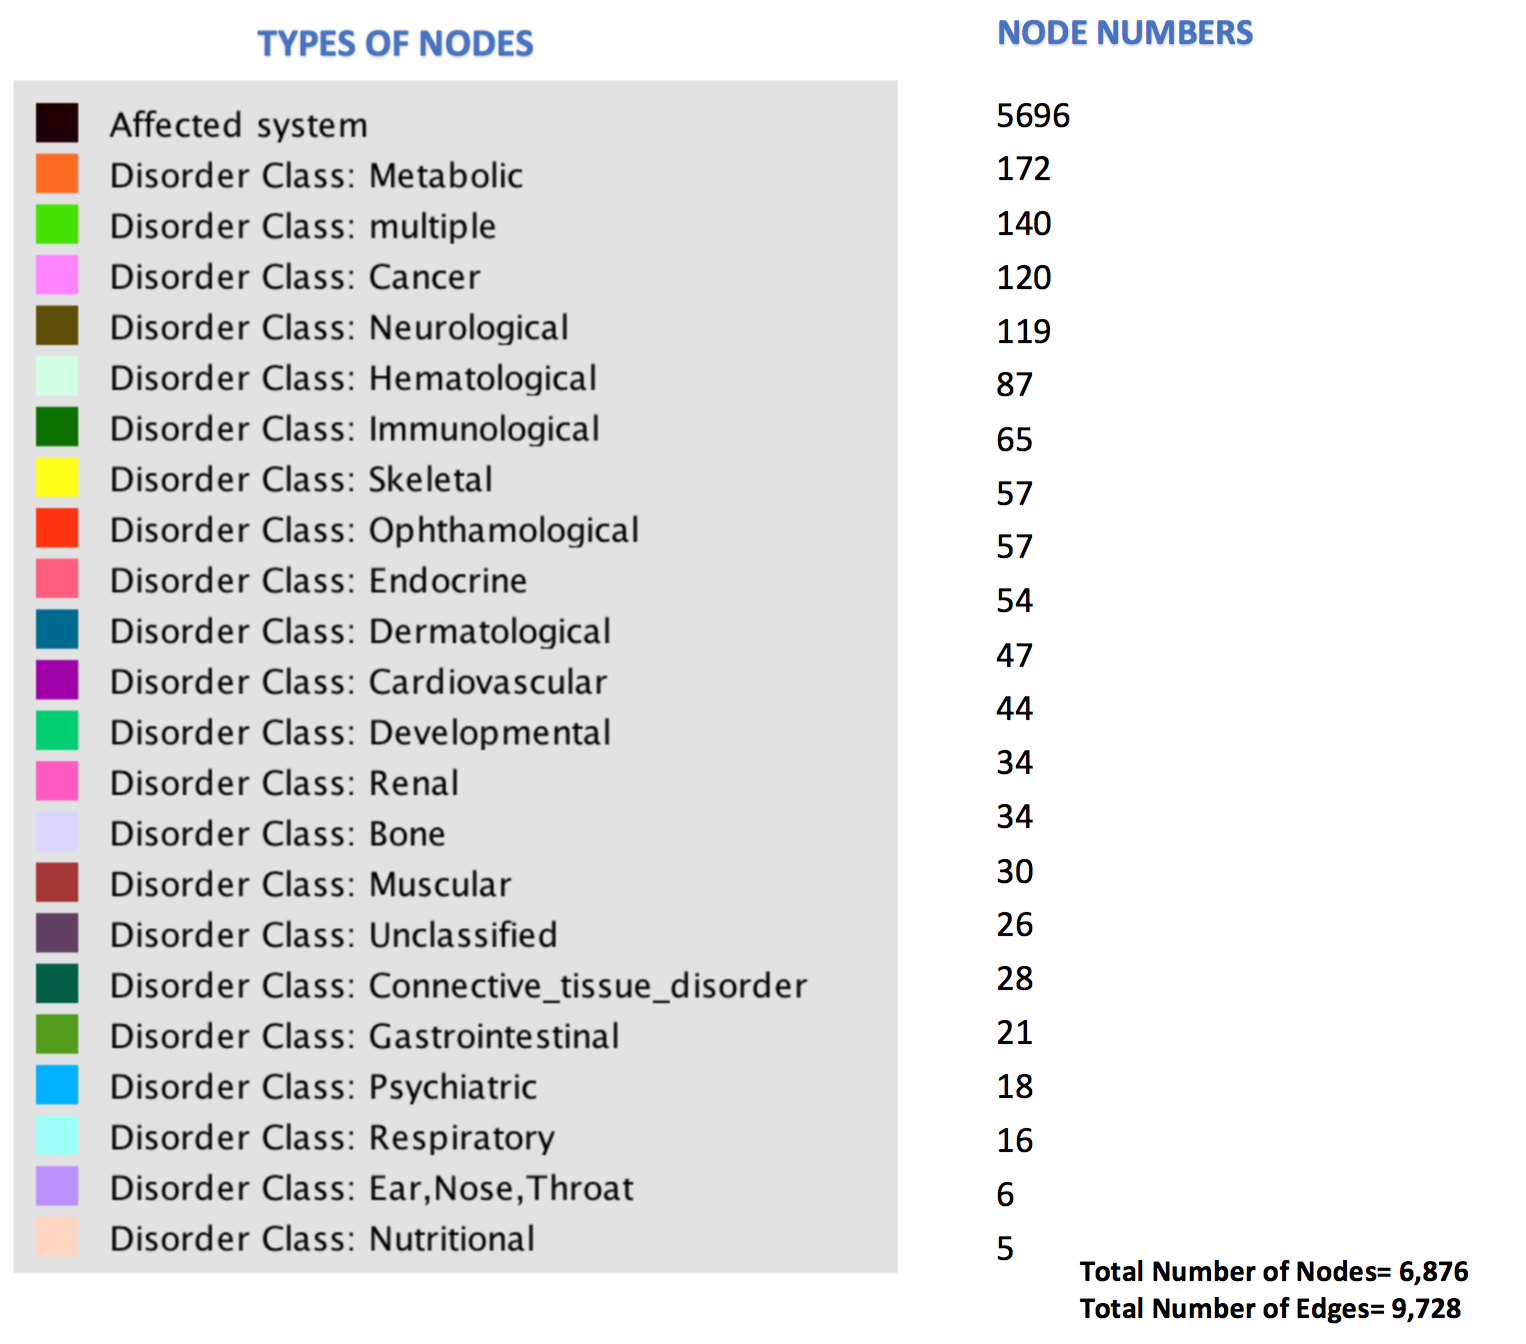 TYPES OF NODES
NODE NUMBERS
Affected system 5696
Disorder Class: Metabolic 172
Disorder Class: multiple 140
Disorder Class: Cancer 120
Disorder Class: Neurological 119
Disorder Class: Hematological 87
Disorder Class: Immunological 65
Disorder Class: Skeletal 57
Disorder Class: Ophthamological 57
Disorder Class: Endocrine 54
Disorder Class: Dermatological 47
Disorder Class: Cardiovascular 44
Disorder Class: Developmental 34
Disorder Class: Renal 34
Disorder Class: Bone 30
Disorder Class: Muscular 26
Disorder Class: Unclassified 28
Disorder Class: Connective_tissue_disorder 21
Disorder Class: Gastrointestinal 18
Disorder Class: Psychiatric 16
Disorder Class: Respiratory 6
Disorder Class: Ear,Nose,Throat 5
Disorder Class: Nutritional
Total Number of Nodes= 6,876
Total Number of Edges= 9,728